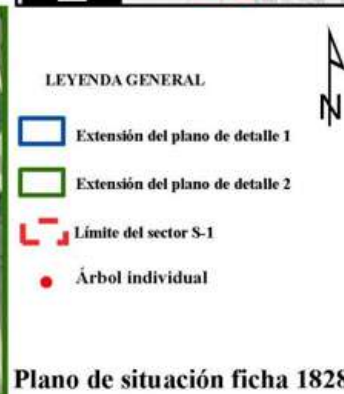 LEYENDA GENERAL
N
Extensión del plano de detalle 1
Extensión del plano de detalle 2
Límite del sector S-1
Árbol individual
Plano de situación ficha 1828